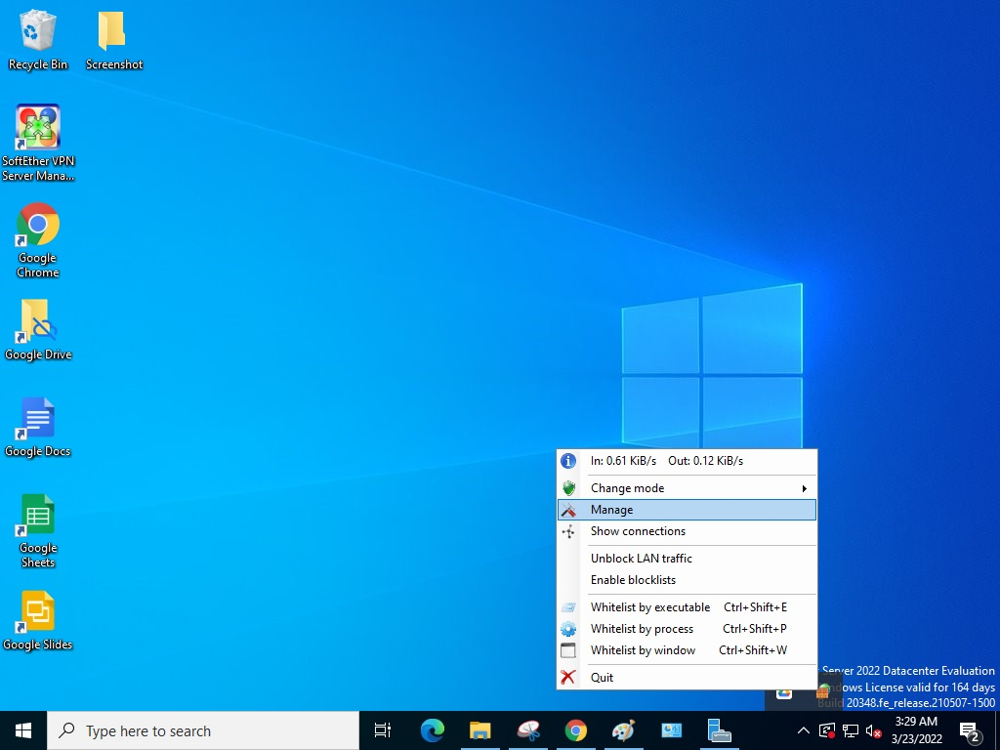 Recycle Bin
Screenshot
SoftEther VPN
Server Mana...
Google
Chrome
Google Drive
Google Docs
Google
Sheets
Google Slides
In: 0.61 KiB/s Out: 0.12 KiB/s
Change mode
Manage
Show connections
Unblock LAN traffic
Enable blocklists
Whitelist by executable Ctrl+Shift+E
Whitelist by process Ctrl+Shift+P
Whitelist by window Ctrl+Shift+W
Quit
Server 2022 Datacenter Evaluation
License valid for 164 days
Build 20348.fe_release.210507-1500
Type here to search
3:29 AM
3/23/2022
2